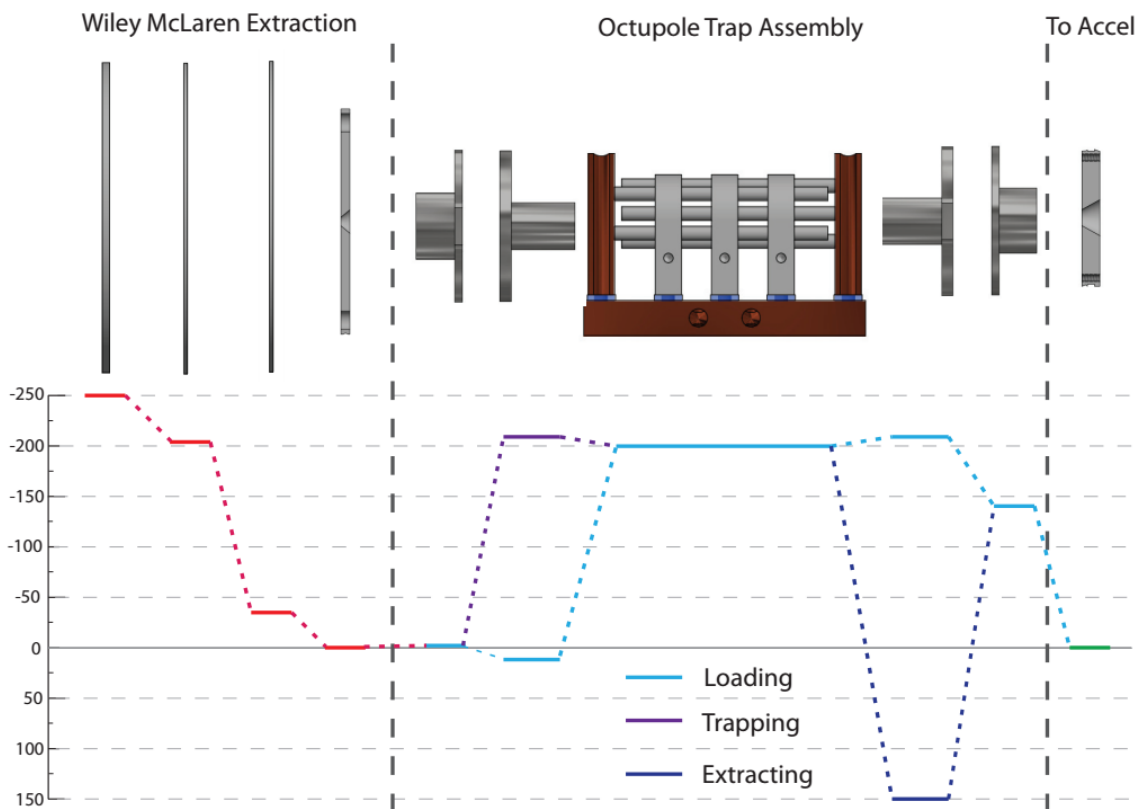 Wiley McLaren Extraction
Octupole Trap Assembly
To Accel
-250
-200
-150
-100
-50
0
50
100
150
Loading
Trapping
Extracting